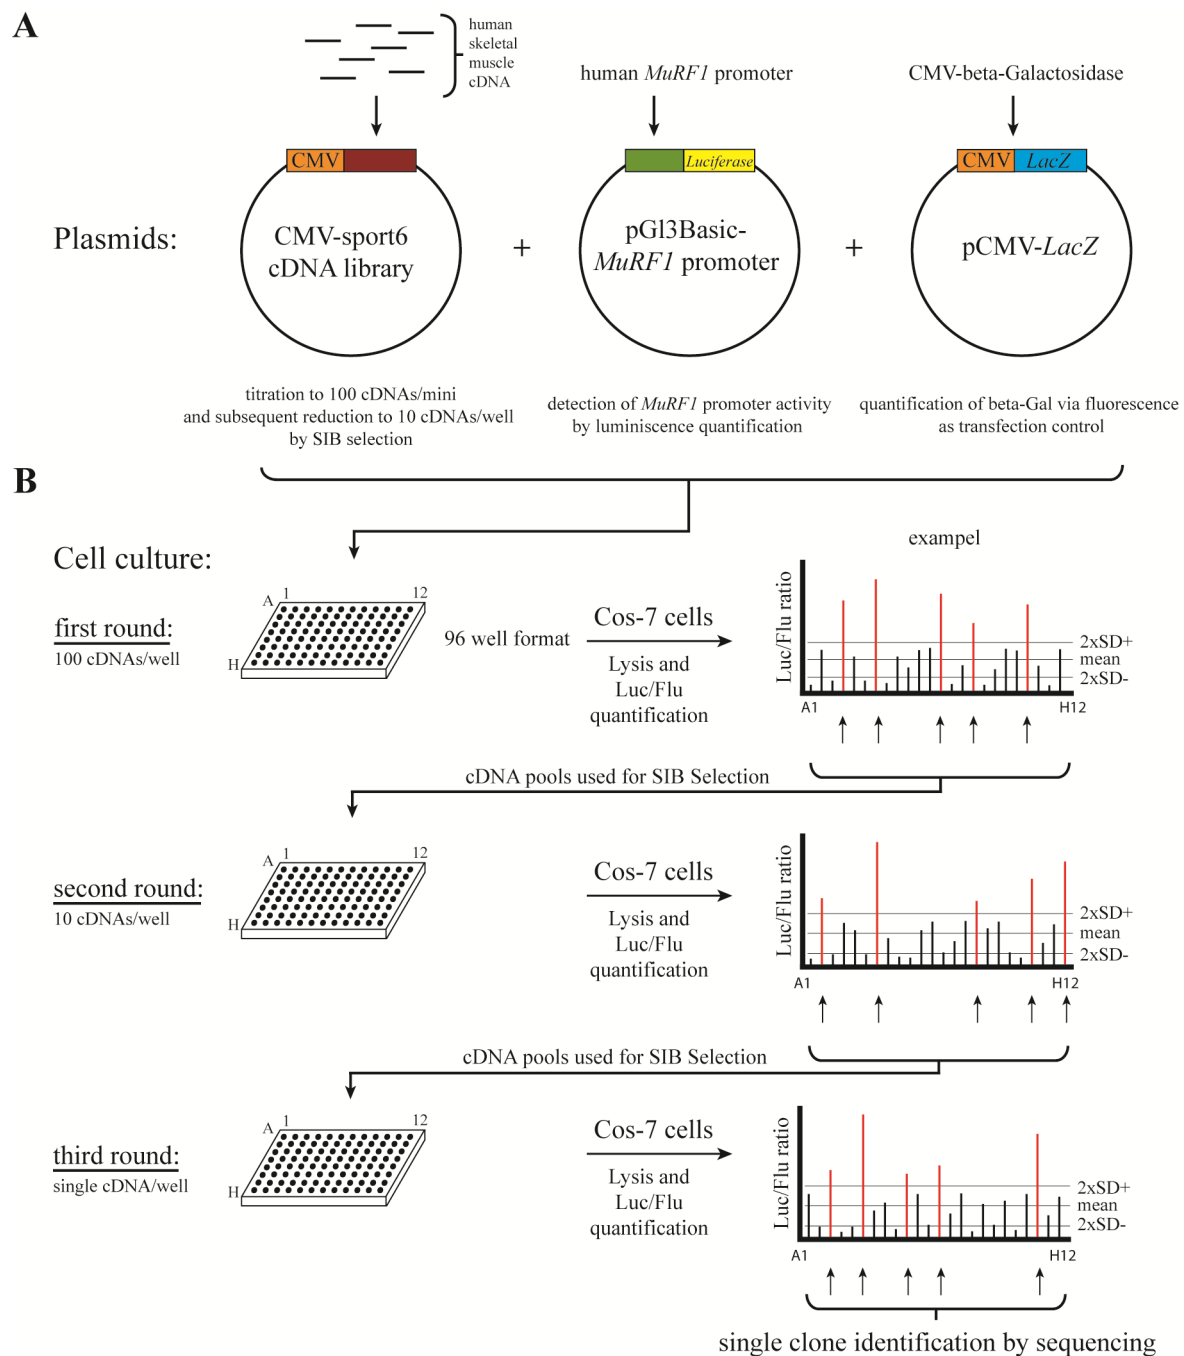 A
human
skeletal
muscle
cDNA
human MuRF1 promoter
CMV-beta-Galactosidase
CMV
Luciferase
CMV LacZ
Plasmids:
CMV-sport6
cDNA library
+
pGl3Basic-
MuRF1 promoter
+
pCMV-LacZ
titration to 100 cDNAs/mini
and subsequent reduction to 10 cDNAs/well
by SIB selection
detection of MuRF1 promoter activity
by luminiscence quantification
quantification of beta-Gal via fluorescence
as transfection control
B
Cell culture:
exampel
first round:
100 cDNAs/well
A
1
12
H
96 well format
Cos-7 cells
Lysis and
Luc/Flu
quantification
Luc/Flu ratio
2xSD+
mean
2xSD-
A1
H12
cDNA pools used for SIB Selection
second round:
10 cDNAs/well
A
1
12
H
Cos-7 cells
Lysis and
Luc/Flu
quantification
Luc/Flu ratio
2xSD+
mean
2xSD-
A1
H12
cDNA pools used for SIB Selection
third round:
single cDNA/well
A
1
12
H
Cos-7 cells
Lysis and
Luc/Flu
quantification
Luc/Flu ratio
2xSD+
mean
2xSD-
A1
H12
single clone identification by sequencing